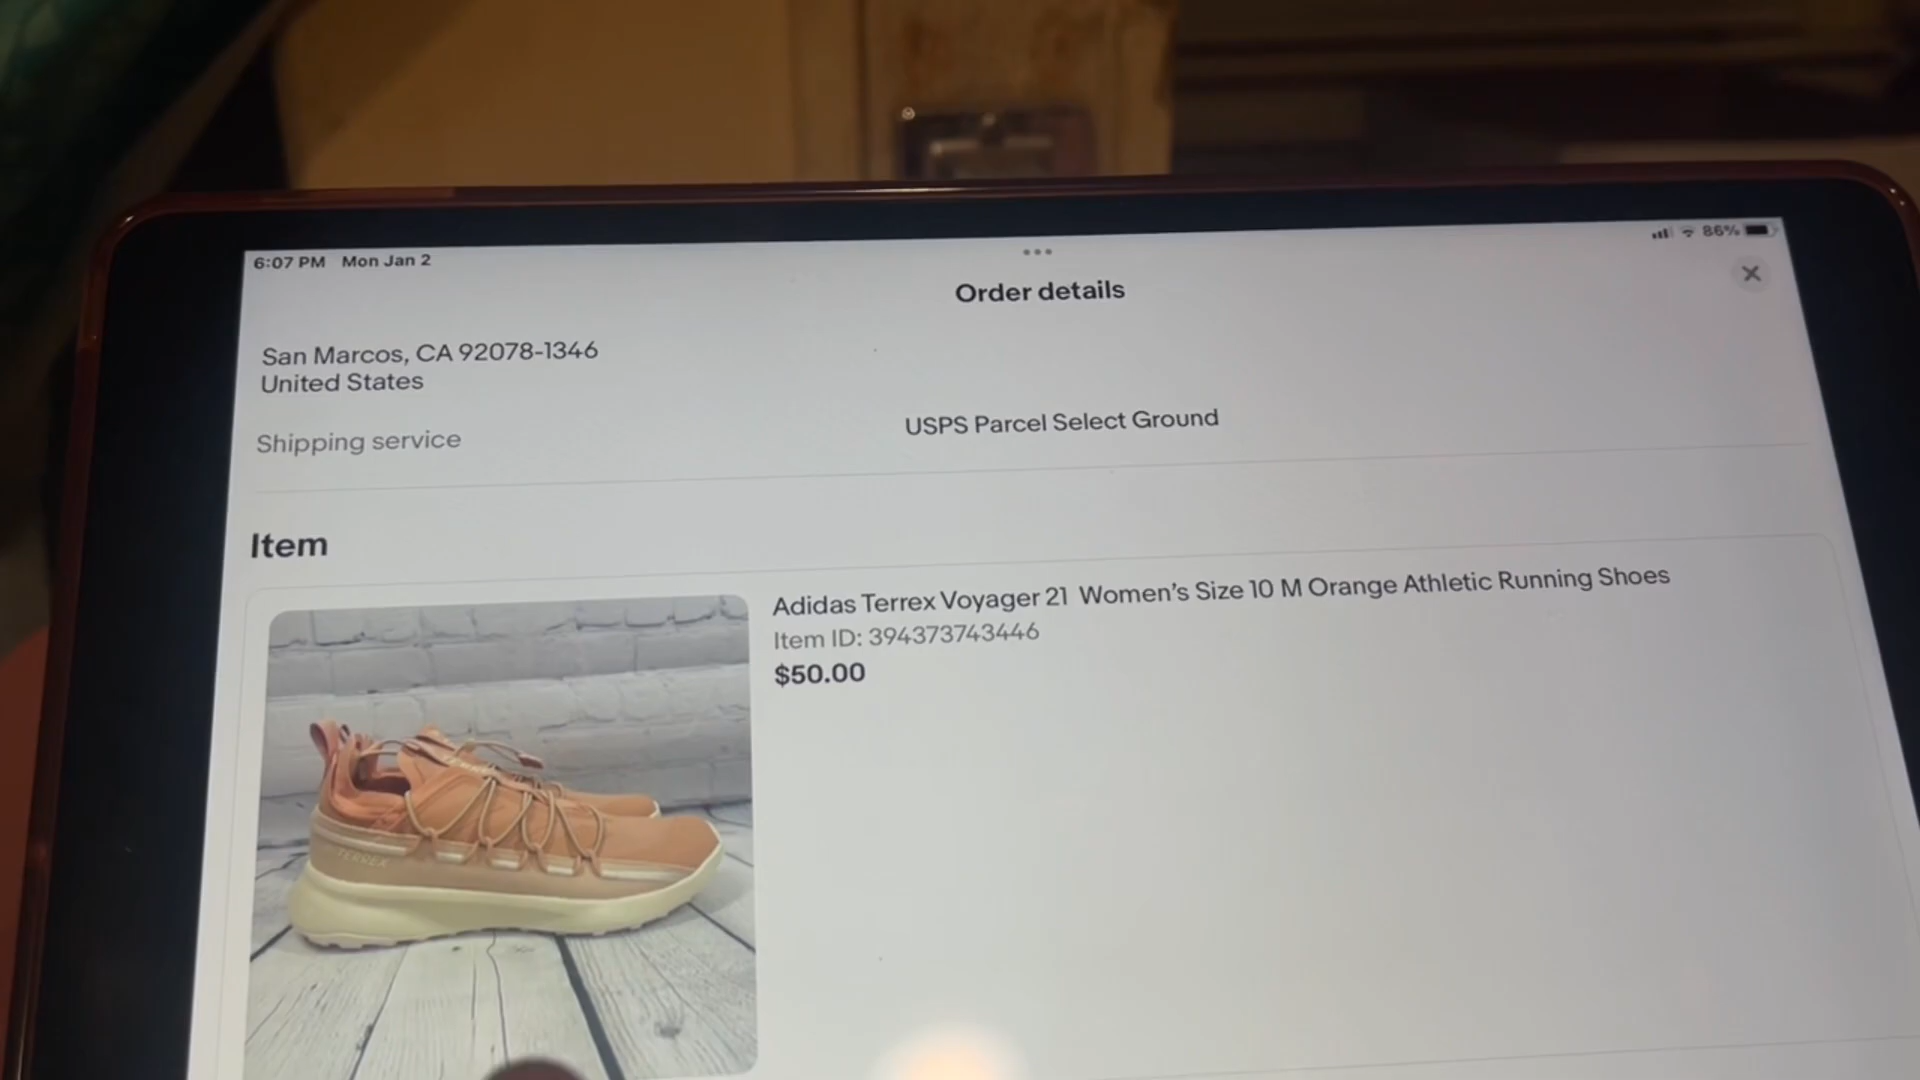 6:07 PM Mon Jan 2
86%
Order details
San Marcos, CA 92078-1346
United States
Shipping service
USPS Parcel Select Ground
Item
Adidas Terrex Voyager 21 Women's Size 10 M Orange Athletic Running Shoes
Item ID: 394373743446
$50.00
TERREX